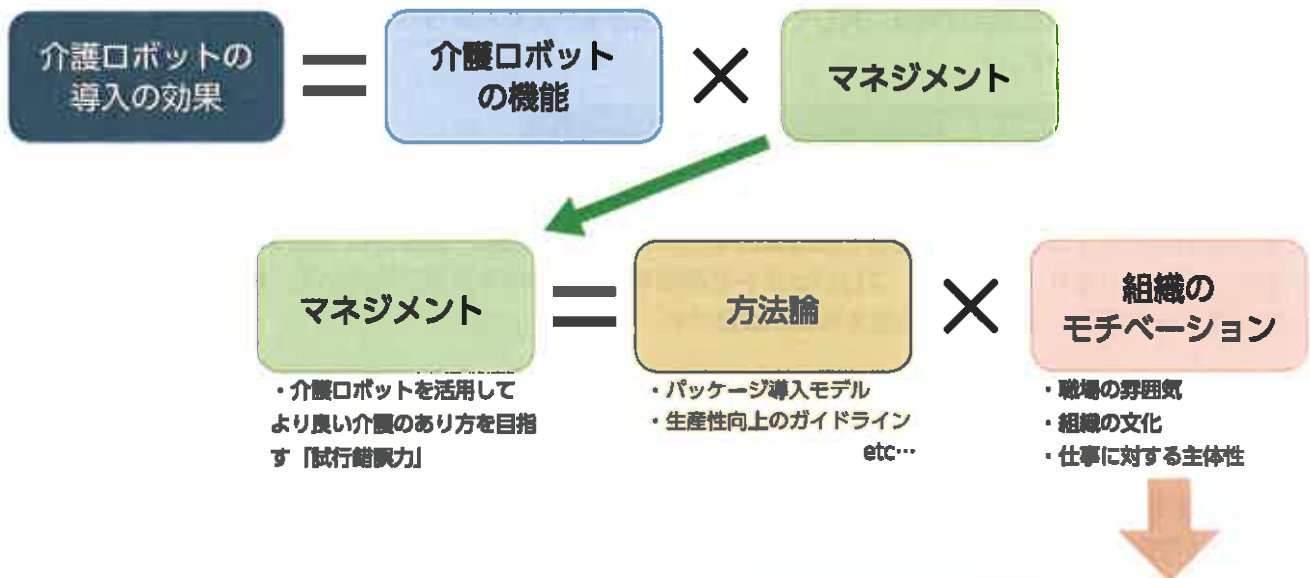 介護ロボットの
導入の効果
=
介護ロボット
の機能
×
マネジメント
マネジメント
=
方法論
×
組織の
モチベーション
・介護ロボットを活用して
より良い介護のあり方を目指
す「試行錯誤力」
・パッケージ導入モデル
・生産性向上のガイドライン
etc…
・職場の雰囲気
・組織の文化
・仕事に対する主体性